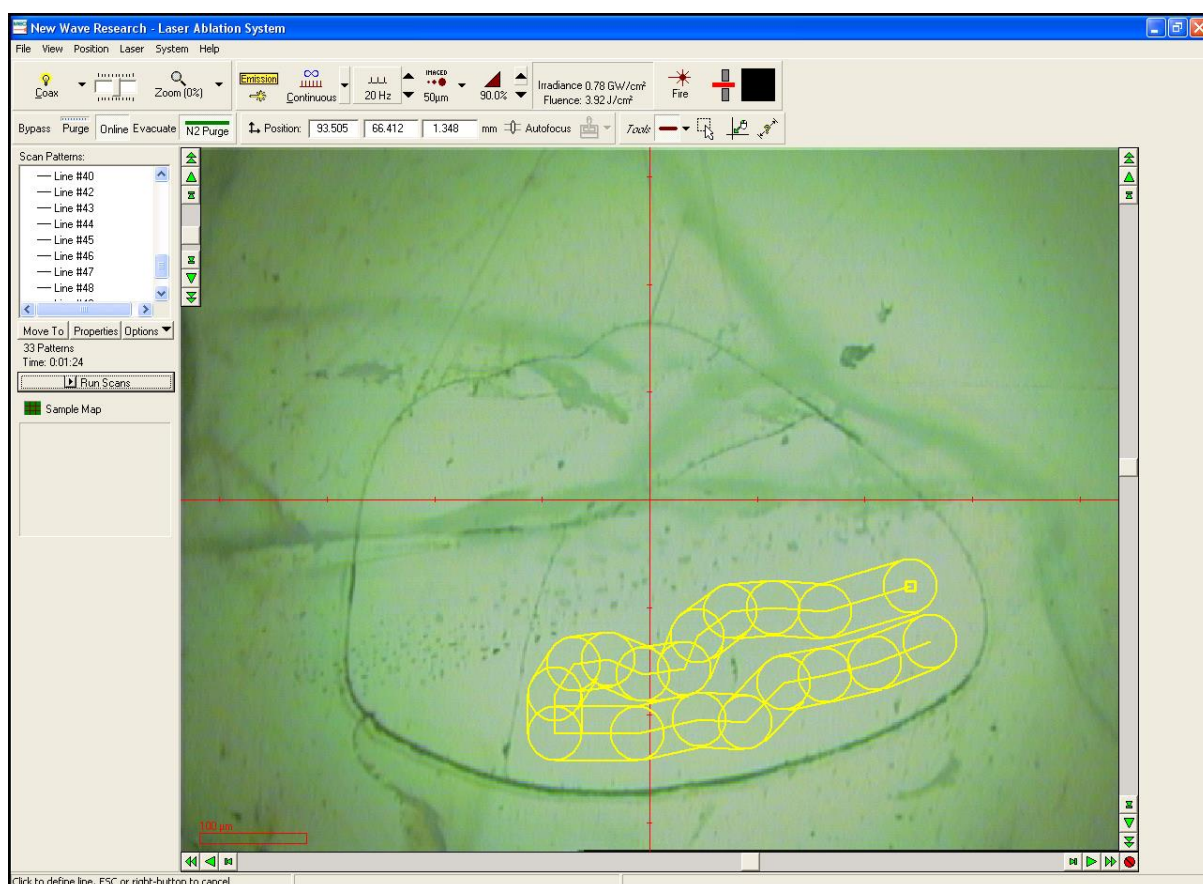 New Wave Research - Laser Ablation System
File View Position Laser System Help
Coax Zoom (0%) Emission Continuous 20 Hz IMAGED 50µm 90.0% Irradiance 0.78 GW/cm² Fire
Fluence: 3.92 J/cm²
Bypass Purge Online Evacuate N2 Purge Position: 93.505 66.412 1.348 mm Autofocus Tools
Scan Patterns:
Line #40
Line #42
Line #43
Line #44
Line #45
Line #46
Line #47
Line #48
Move To Properties Options
33 Patterns
Time: 0:01:24
Run Scans
Sample Map
100 µm
Click to define line, ESC or right-button to cancel